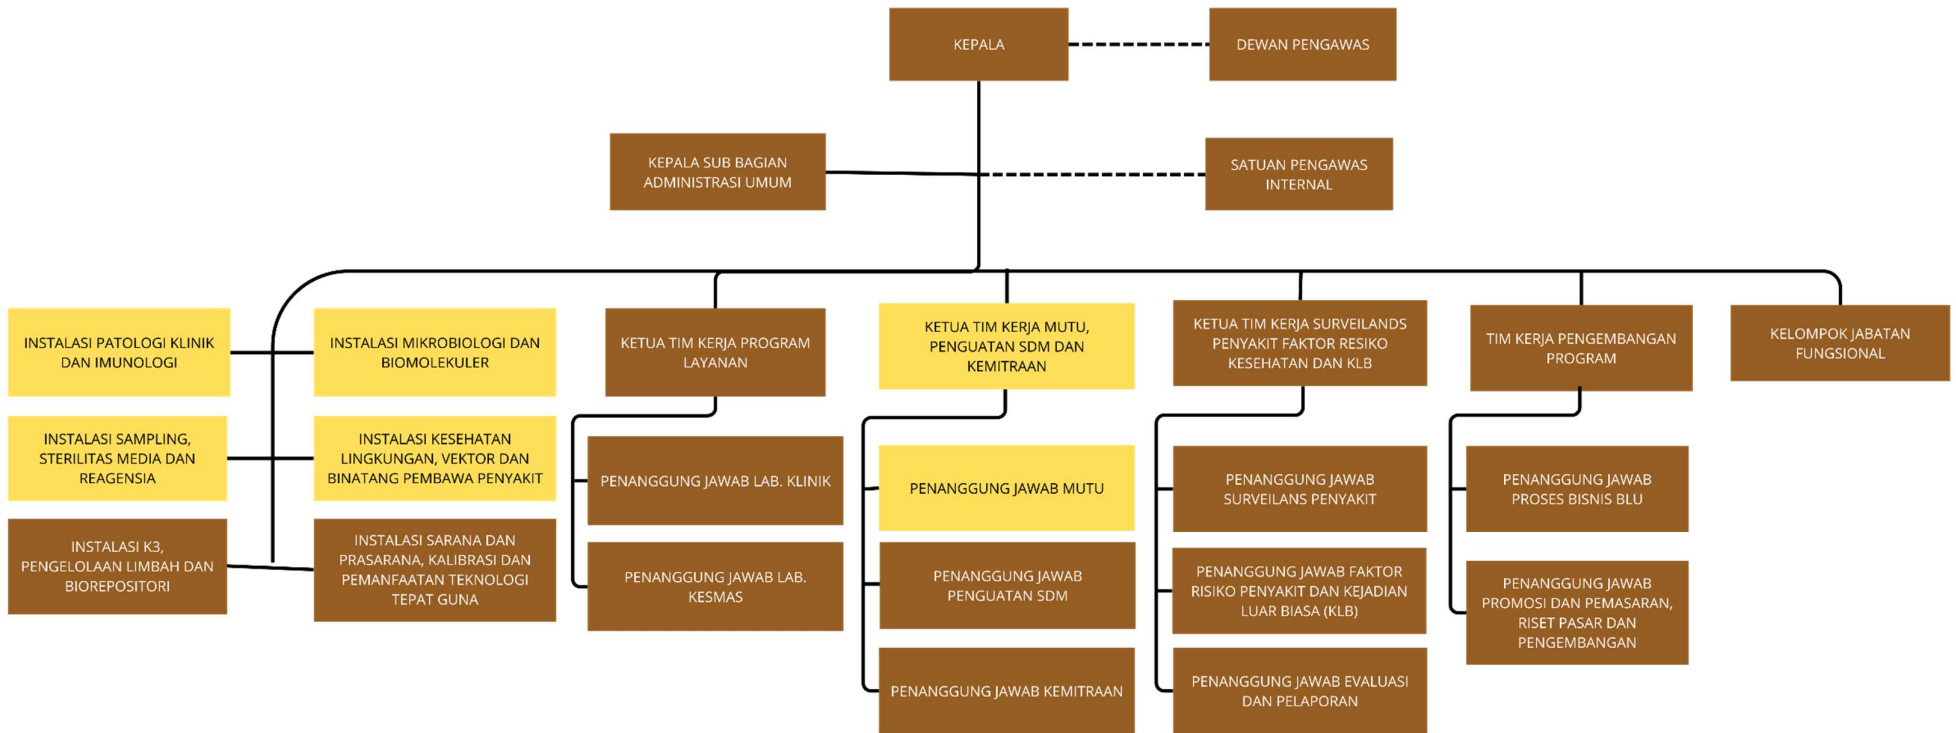 KEPALA
DEWAN PENGAWAS
KEPALA SUB BAGIAN
ADMINISTRASI UMUM
SATUAN PENGAWAS
INTERNAL
INSTALASI PATOLOGI KLINIK
DAN IMUNOLOGI
INSTALASI MIKROBIOLOGI DAN
BIOMOLEKULER
INSTALASI SAMPLING,
STERILITAS MEDIA DAN
REAGENSIA
INSTALASI KESEHATAN
LINGKUNGAN, VEKTOR DAN
BINATANG PEMBAWA PENYAKIT
INSTALASI K3,
PENGELOLAAN LIMBAH DAN
BIOREPOSITORI
INSTALASI SARANA DAN
PRASARANA, KALIBRASI DAN
PEMANFAATAN TEKNOLOGI
TEPAT GUNA
KETUA TIM KERJA PROGRAM
LAYANAN
PENANGGUNG JAWAB LAB. KLINIK
PENANGGUNG JAWAB LAB.
KESMAS
KETUA TIM KERJA MUTU,
PENGUATAN SDM DAN
KEMITRAAN
PENANGGUNG JAWAB MUTU
PENANGGUNG JAWAB
PENGUATAN SDM
PENANGGUNG JAWAB KEMITRAAN
KETUA TIM KERJA SURVEILANDS
PENYAKIT FAKTOR RESIKO
KESEHATAN DAN KLB
PENANGGUNG JAWAB
SURVEILANS PENYAKIT
PENANGGUNG JAWAB FAKTOR
RISIKO PENYAKIT DAN KEJADIAN
LUAR BIASA (KLB)
PENANGGUNG JAWAB EVALUASI
DAN PELAPORAN
TIM KERJA PENGEMBANGAN
PROGRAM
PENANGGUNG JAWAB
PROSES BISNIS BLU
PENANGGUNG JAWAB
PROMOSI DAN PEMASARAN,
RISET PASAR DAN
PENGEMBANGAN
KELOMPOK JABATAN
FUNGSIONAL